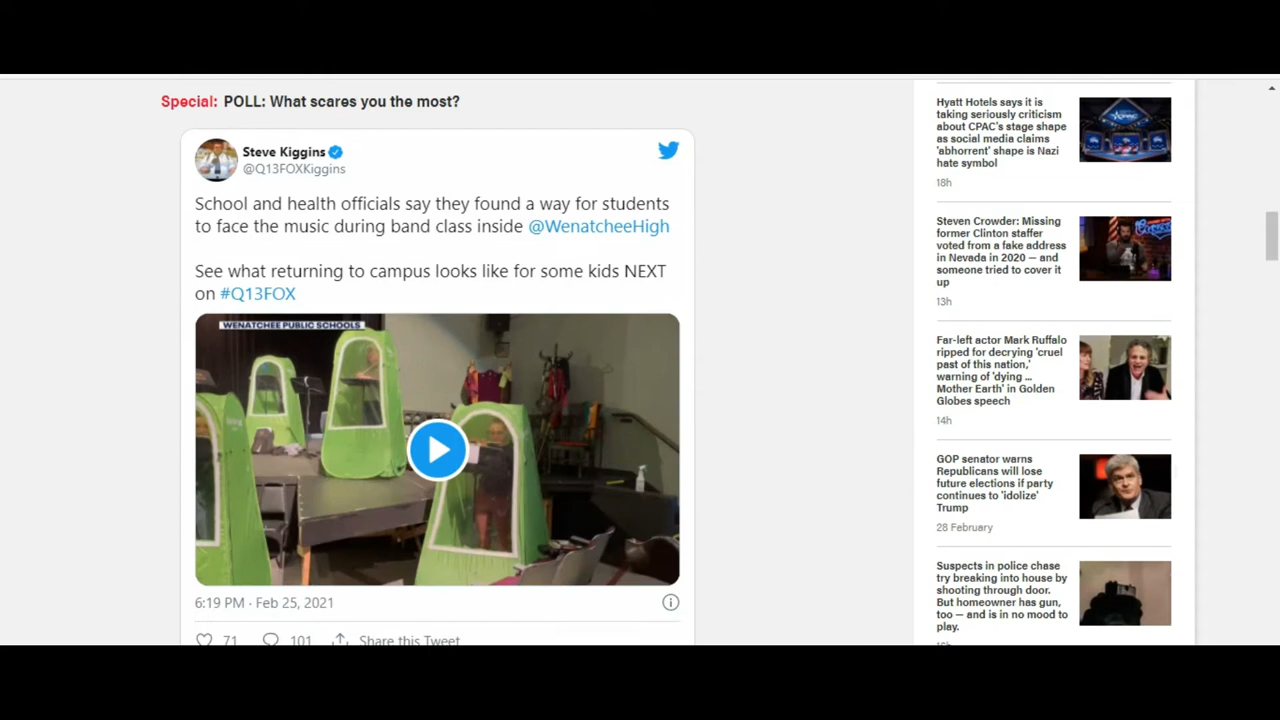 Special: POLL: What scares you the most?
Steve Kiggins
@Q13FOXKiggins
School and health officials say they found a way for students
to face the music during band class inside @WenatcheeHigh
See what returning to campus looks like for some kids NEXT
on #Q13FOX
WENATCHEE PUBLIC SCHOOLS
6:19 PM · Feb 25, 2021
71 101 Share this Tweet
Hyatt Hotels says it is
taking seriously criticism
about CPAC's stage shape
as social media claims
'abhorrent' shape is Nazi
hate symbol
18h
Steven Crowder: Missing
former Clinton staffer
voted from a fake address
in Nevada in 2020 — and
someone tried to cover it
up
13h
Far-left actor Mark Ruffalo
ripped for decrying 'cruel
past of this nation,'
warning of 'dying ...
Mother Earth' in Golden
Globes speech
14h
GOP senator warns
Republicans will lose
future elections if party
continues to 'idolize'
Trump
28 February
Suspects in police chase
try breaking into house by
shooting through door.
But homeowner has gun,
too — and is in no mood to
play.